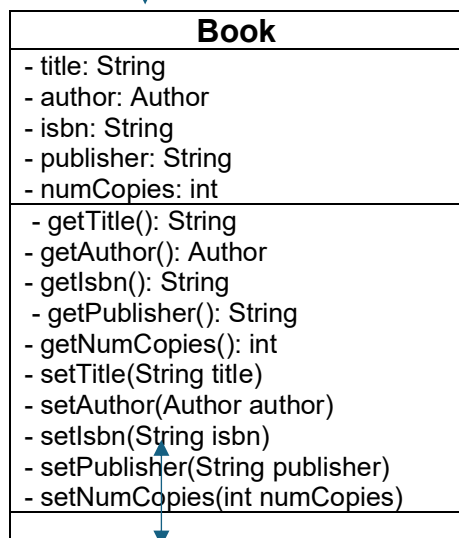 Book
- title: String
- author: Author
- isbn: String
- publisher: String
- numCopies: int
- getTitle(): String
- getAuthor(): Author
- getIsbn(): String
- getPublisher(): String
- getNumCopies(): int
- setTitle(String title)
- setAuthor(Author author)
- setIsbn(String isbn)
- setPublisher(String publisher)
- setNumCopies(int numCopies)